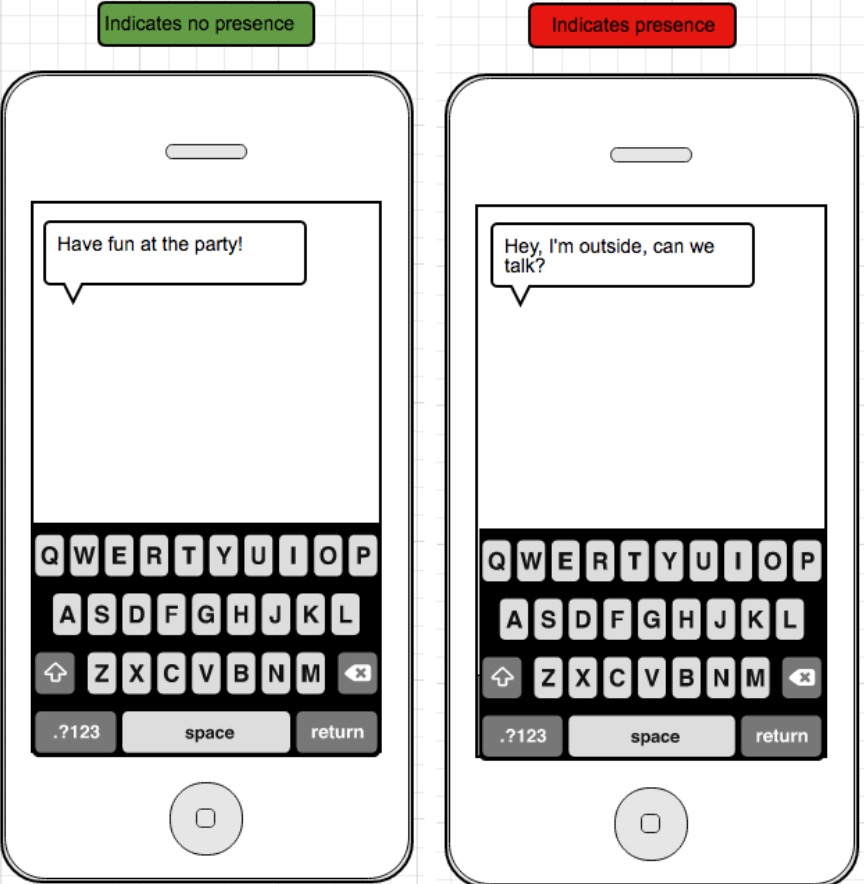 Indicates no presence
Indicates presence
Have fun at the party!
Hey, I'm outside, can we
talk?
Q W E R T Y U I O P
A S D F G H J K L
Z X C V B N M
.?123 space return
Q W E R T Y U I O P
A S D F G H J K L
Z X C V B N M
.?123 space return